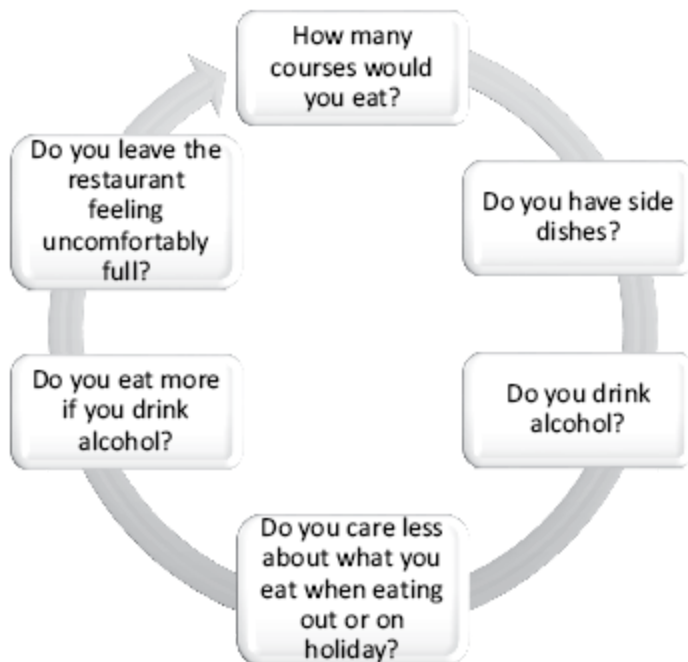 How many
courses would
you eat?
Do you have side
dishes?
Do you drink
alcohol?
Do you care less
about what you
eat when eating
out or on
holiday?
Do you eat more
if you drink
alcohol?
Do you leave the
restaurant
feeling
uncomfortably
full?